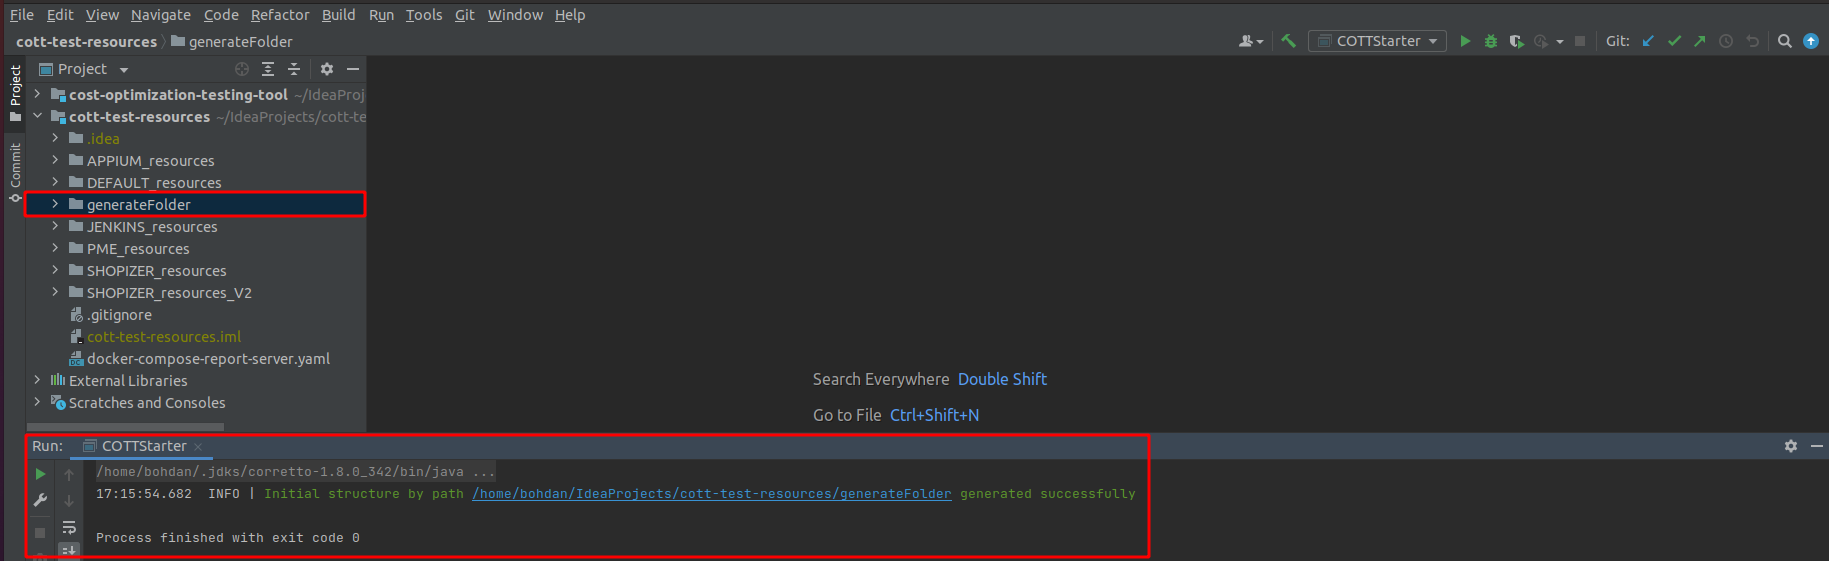 File Edit View Navigate Code Refactor Build Run Tools Git Window Help
cott-test-resources generateFolder COTTStarter Git:
Project
Commit
Project
cost-optimization-testing-tool ~/IdeaProj
cott-test-resources ~/IdeaProjects/cott-te
.idea
APPIUM_resources
DEFAULT_resources
generateFolder
JENKINS_resources
PME_resources
SHOPIZER_resources
SHOPIZER_resources_V2
.gitignore
cott-test-resources.iml
DC docker-compose-report-server.yaml
External Libraries
Scratches and Consoles
Search Everywhere Double Shift
Go to File Ctrl+Shift+N
Run: COTTStarter
/home/bohdan/.jdks/corretto-1.8.0_342/bin/java ...
17:15:54.682 INFO | Initial structure by path /home/bohdan/IdeaProjects/cott-test-resources/generateFolder generated successfully
Process finished with exit code 0